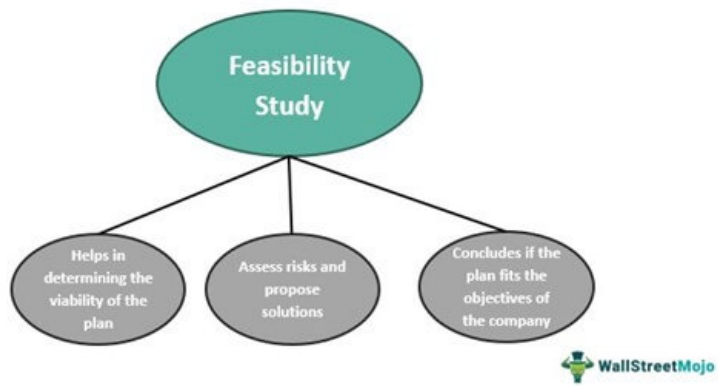 Feasibility
Study
Helps in
determining the
viability of the
plan
Assess risks and
propose
solutions
Concludes if the
plan fits the
objectives of
the company
WallStreetMojo